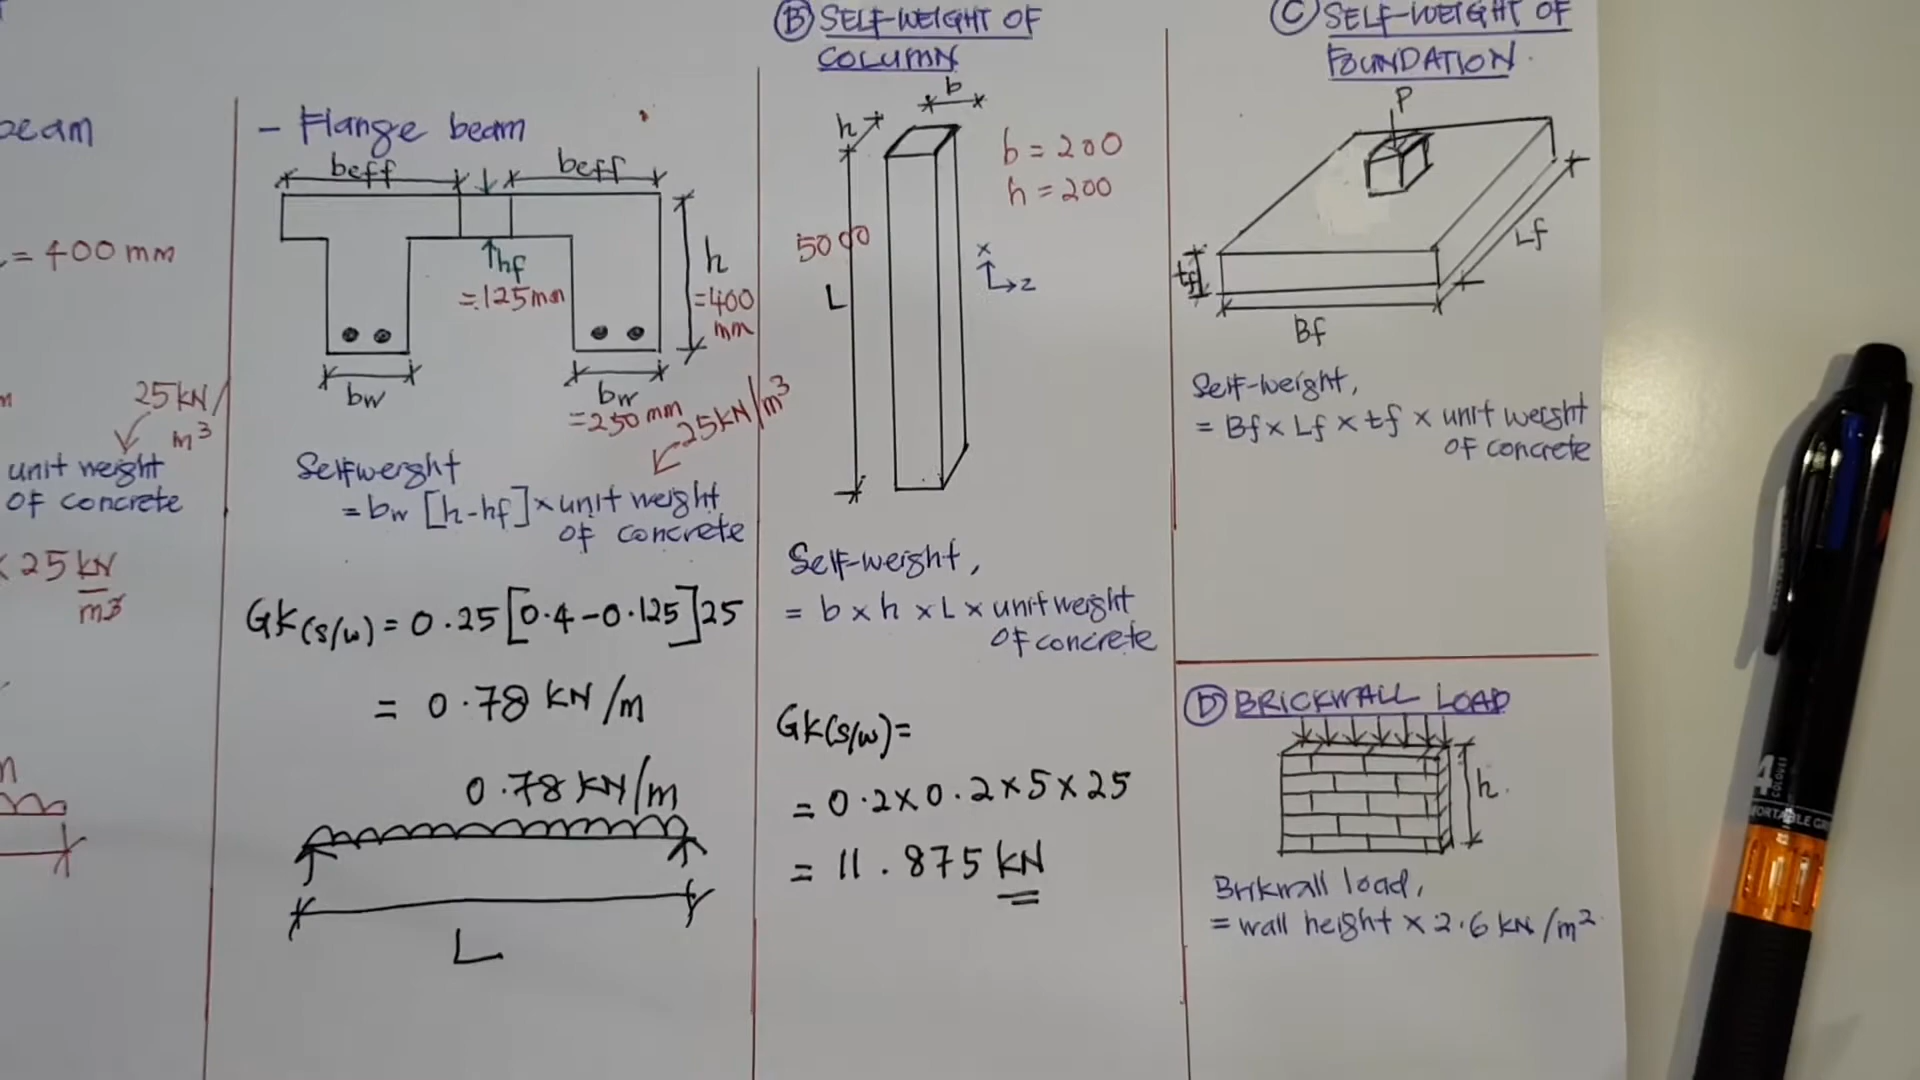 beam
= 400 mm
25 kN/
m³
unit weight
of concrete
× 25 kN
m³
- Flange beam
beff
beff
hf
= 125mm
h
= 400
mm
bw
bw
= 250 mm
25 kN/m³
Selfweight
= bw [h-hf] × unit weight
of concrete
GK(s/w) = 0.25 [0.4-0.125] 25
= 0.78 KN/m
0.78 KN/m
L
Ⓑ SELF-WEIGHT OF
COLUMN
b
h
b = 200
h = 200
5000
L
x
z
Self-weight,
= b × h × L × unit weight
of concrete
GK(s/w) =
= 0.2 × 0.2 × 5 × 25
= 11.875 KN
Ⓒ SELF-WEIGHT OF
FOUNDATION.
P
tf
Lf
Bf
Self-weight,
= Bf × Lf × tf × unit weight
of concrete
Ⓓ BRICKWALL LOAD
h.
Brikwall load,
= wall height × 2.6 kN/m²
4
COLOURS